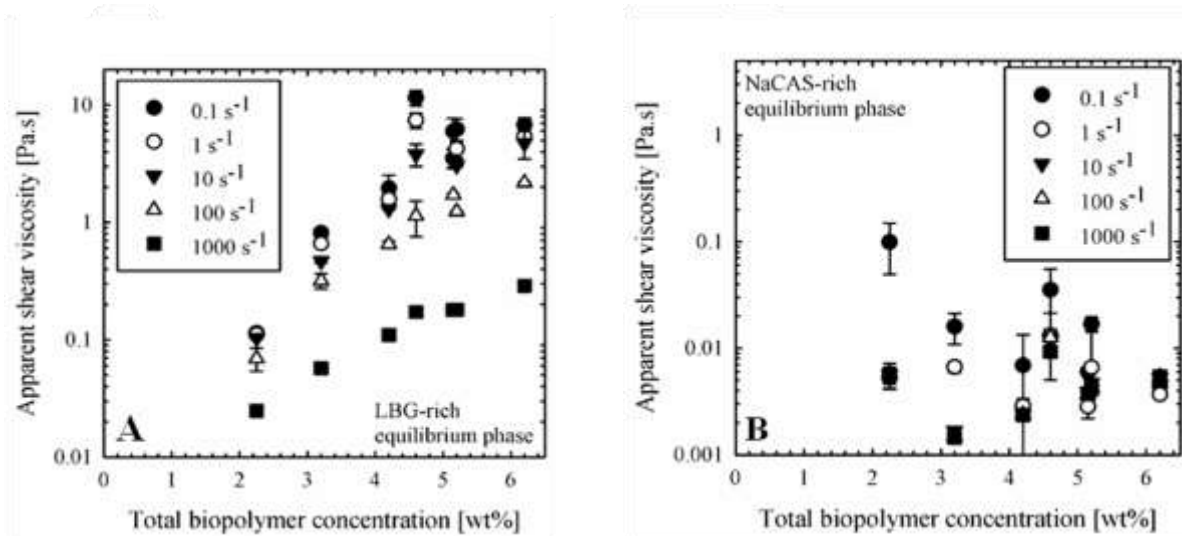 Apparent shear viscosity [Pa.s]
10
1
0.1
0.01
0.1 s-1
1 s-1
10 s-1
100 s-1
1000 s-1
A
LBG-rich
equilibrium phase
0 1 2 3 4 5 6
Total biopolymer concentration [wt%]
Apparent shear viscosity [Pa.s]
1
0.1
0.01
0.001
NaCAS-rich
equilibrium phase
0.1 s-1
1 s-1
10 s-1
100 s-1
1000 s-1
B
0 1 2 3 4 5 6
Total biopolymer concentration [wt%]